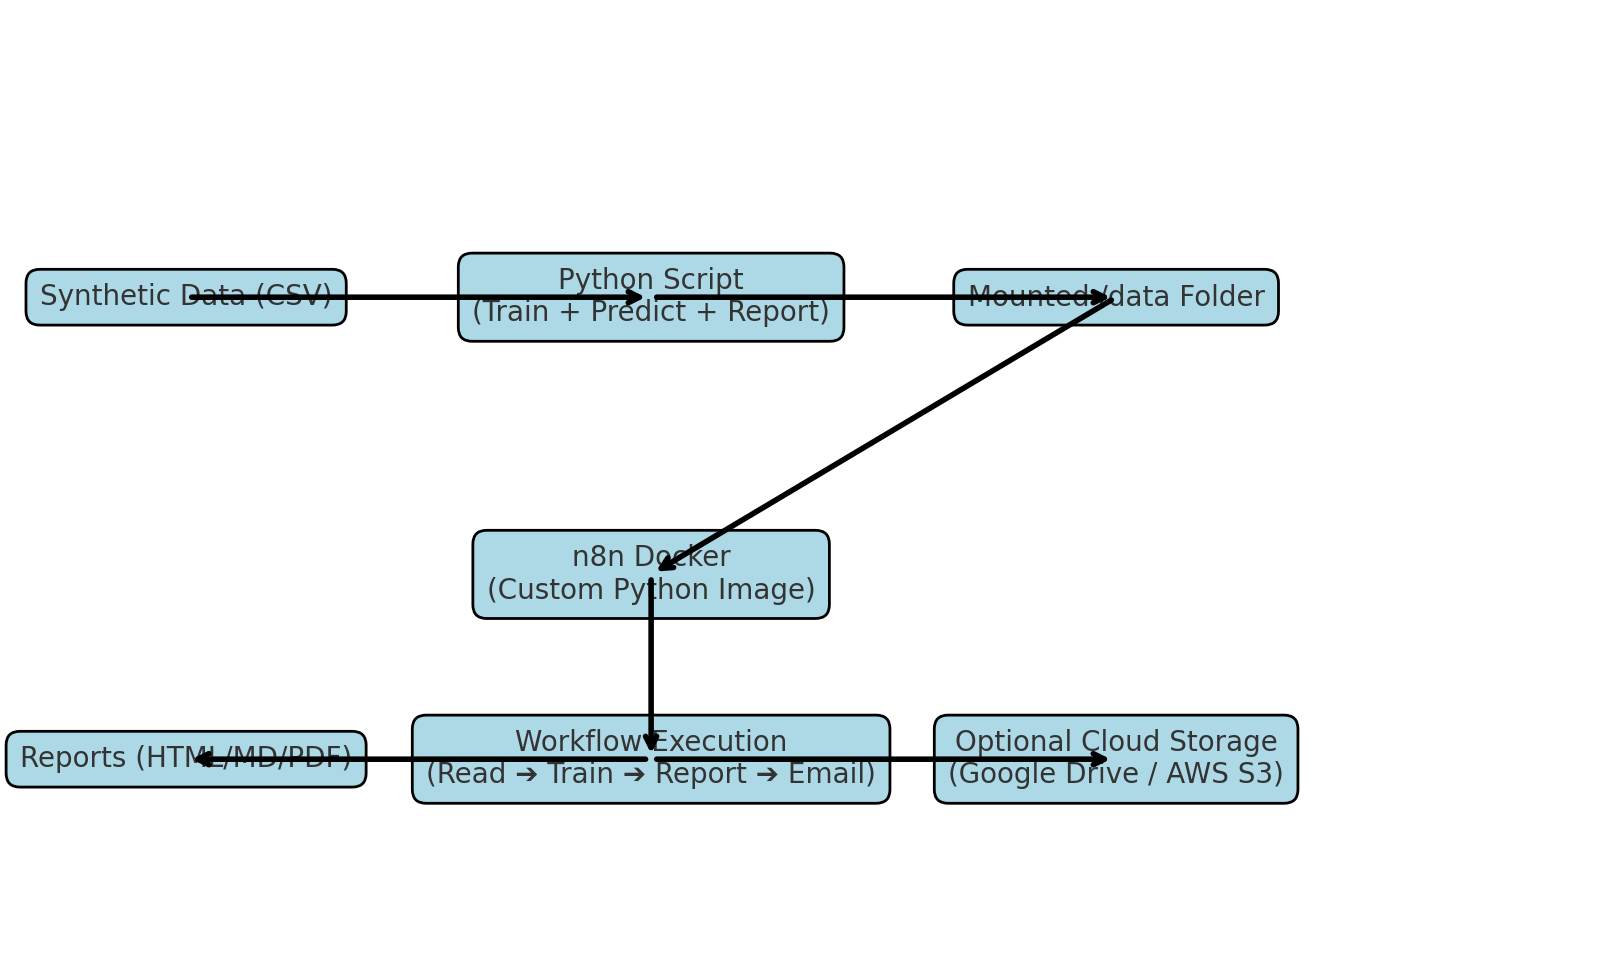 Synthetic Data (CSV)
Python Script
(Train + Predict + Report)
Mounted /data Folder
n8n Docker
(Custom Python Image)
Reports (HTML/MD/PDF)
Workflow Execution
(Read ➔ Train ➔ Report ➔ Email)
Optional Cloud Storage
(Google Drive / AWS S3)